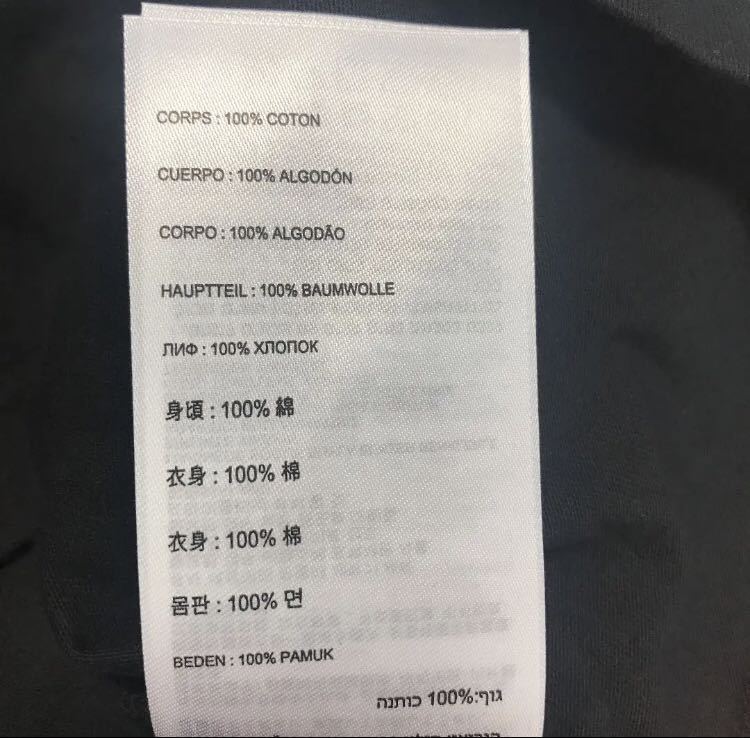 CORPS : 100% COTON
CUERPO : 100% ALGODÓN
CORPO : 100% ALGODÃO
HAUPTTEIL : 100% BAUMWOLLE
ЛИФ : 100% ХЛОПОК
身頃 : 100% 綿
衣身 : 100% 棉
衣身 : 100% 棉
몸판 : 100% 면
BEDEN : 100% PAMUK
גוף:100% כותנה